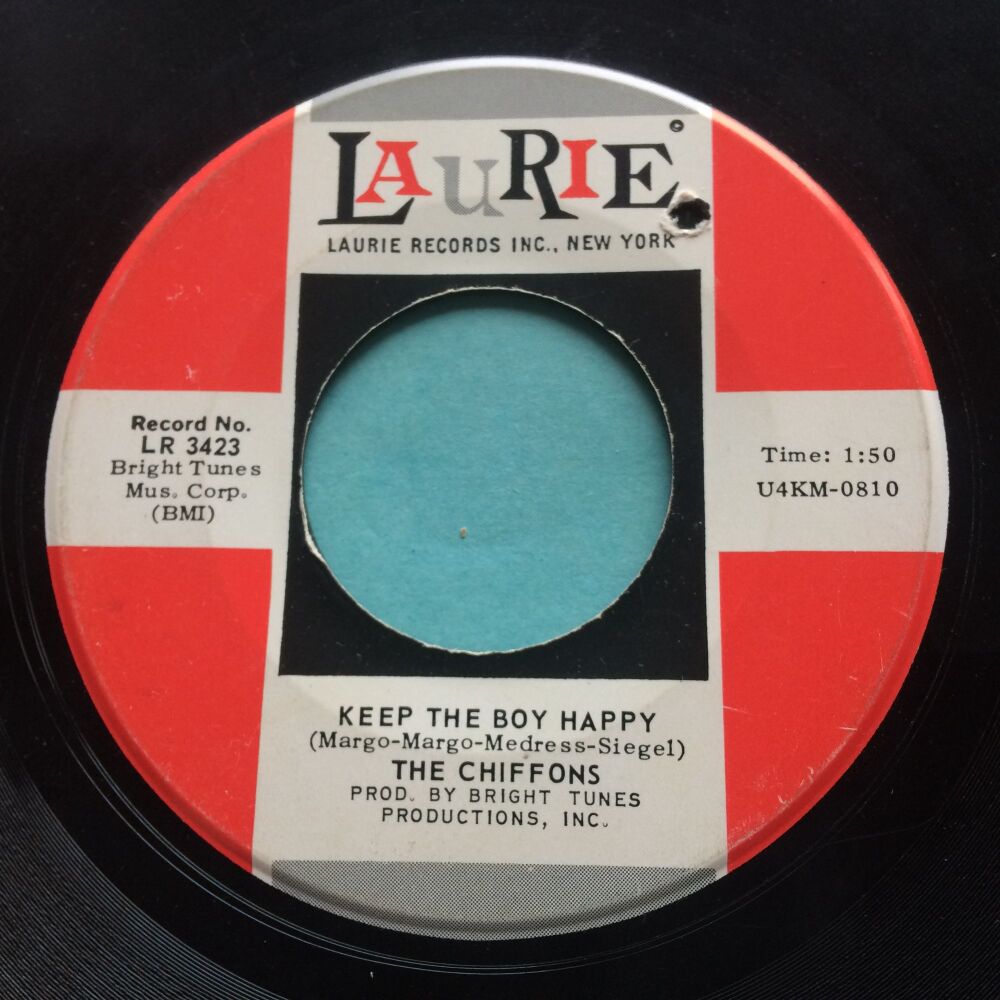 LAURIE ©
LAURIE RECORDS INC., NEW YORK
Record No.
LR 3423
Bright Tunes
Mus. Corp.
(BMI)
Time: 1:50
U4KM-0810
KEEP THE BOY HAPPY
(Margo-Margo-Medress-Siegel)
THE CHIFFONS
PROD. BY BRIGHT TUNES
PRODUCTIONS, INC.